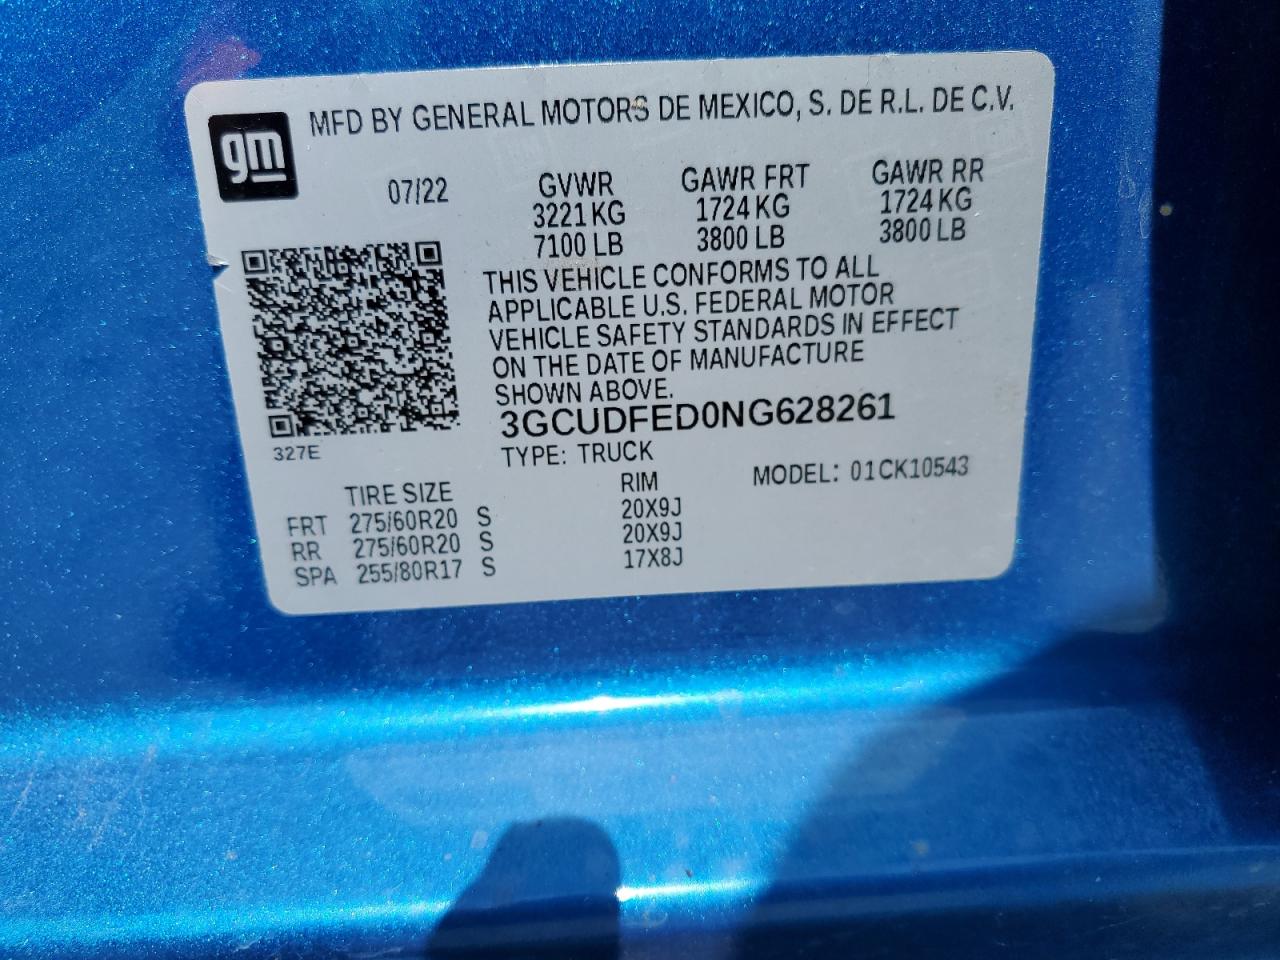 gm
MFD BY GENERAL MOTORS DE MEXICO, S. DE R.L. DE C.V.
07/22 GVWR GAWR FRT GAWR RR
3221 KG 1724 KG 1724 KG
7100 LB 3800 LB 3800 LB
THIS VEHICLE CONFORMS TO ALL
APPLICABLE U.S. FEDERAL MOTOR
VEHICLE SAFETY STANDARDS IN EFFECT
ON THE DATE OF MANUFACTURE
SHOWN ABOVE.
3GCUDFED0NG628261
327E
TYPE: TRUCK
MODEL: 01CK10543
TIRE SIZE RIM
FRT 275/60R20 S 20X9J
RR 275/60R20 S 20X9J
SPA 255/80R17 S 17X8J